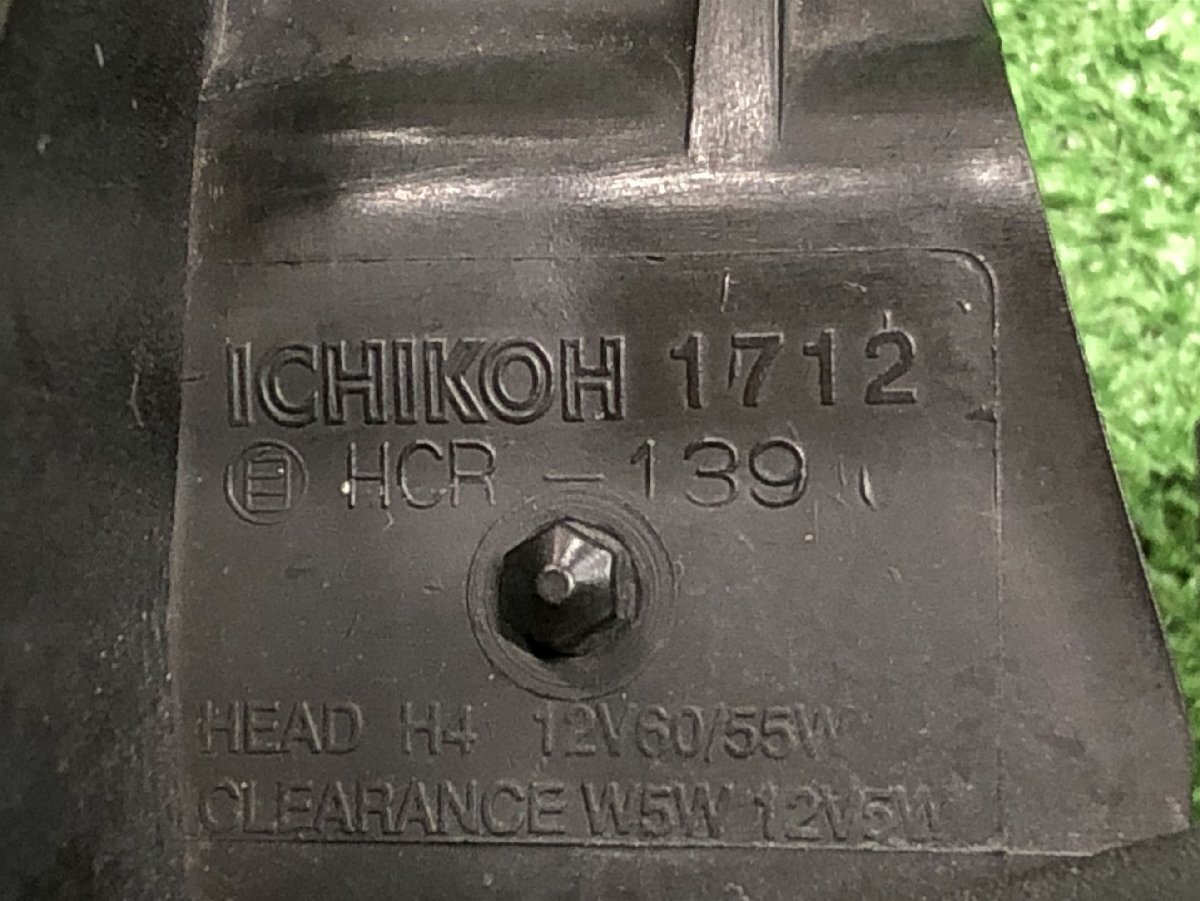 ICHIKOH 1712
HCR - 139
HEAD H4 12V60/55W
CLEARANCE W5W 12V5W